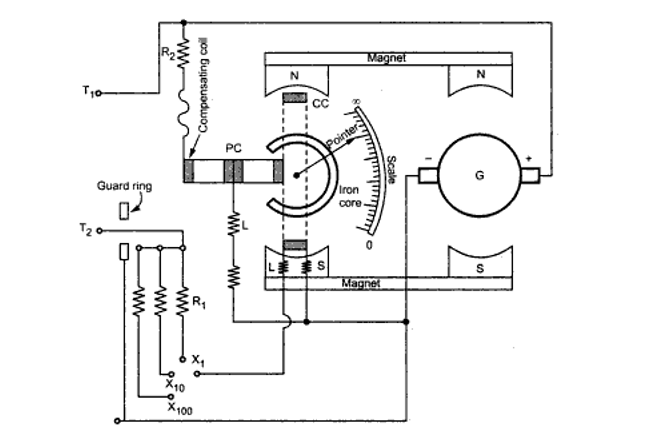 Magnet
R2
Compensating coil
N
N
T1
CC
∞
Pointer
PC
Scale
−
G
+
Guard ring
Iron
core
L
T2
0
L
S
S
Magnet
R1
X1
X10
X100